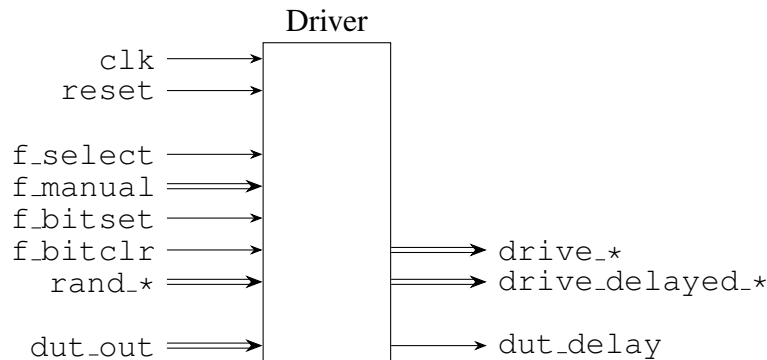 Driver
clk
reset
f_select
f_manual
f_bitset
f_bitclr
drive_*
rand_*
drive_delayed_*
dut_out
dut_delay